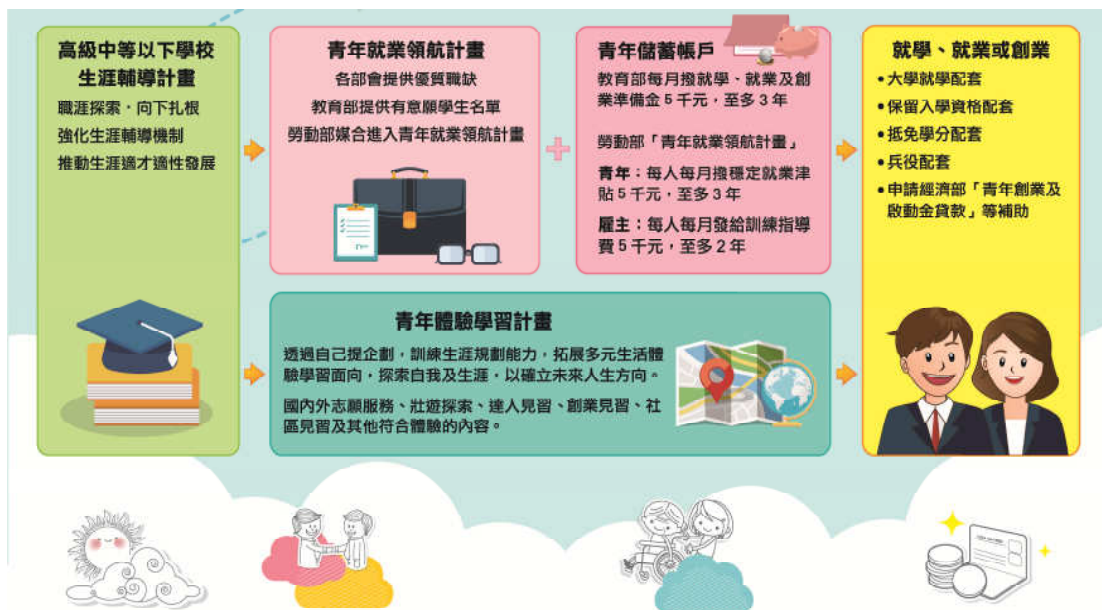 高級中等以下學校
生涯輔導計畫
職涯探索，向下扎根
強化生涯輔導機制
推動生涯適才適性發展
青年就業領航計畫
各部會提供優質職缺
教育部提供有意願學生名單
勞動部媒合進入青年就業領航計畫
青年儲蓄帳戶
教育部每月撥就學、就業及創
業準備金5千元，至多3年
勞動部「青年就業領航計畫」
青年：每人每月撥穩定就業津
貼5千元，至多3年
雇主：每人每月發給訓練指導
費5千元，至多2年
青年體驗學習計畫
透過自己提企劃，訓練生涯規劃能力，拓展多元生活體
驗學習面向，探索自我及生涯，以確立未來人生方向。
國內外志願服務、壯遊探索、達人見習、創業見習、社
區見習及其他符合體驗的內容。
就學、就業或創業
•大學就學配套
•保留入學資格配套
•抵免學分配套
•兵役配套
•申請經濟部「青年創業及
啟動金貸款」等補助